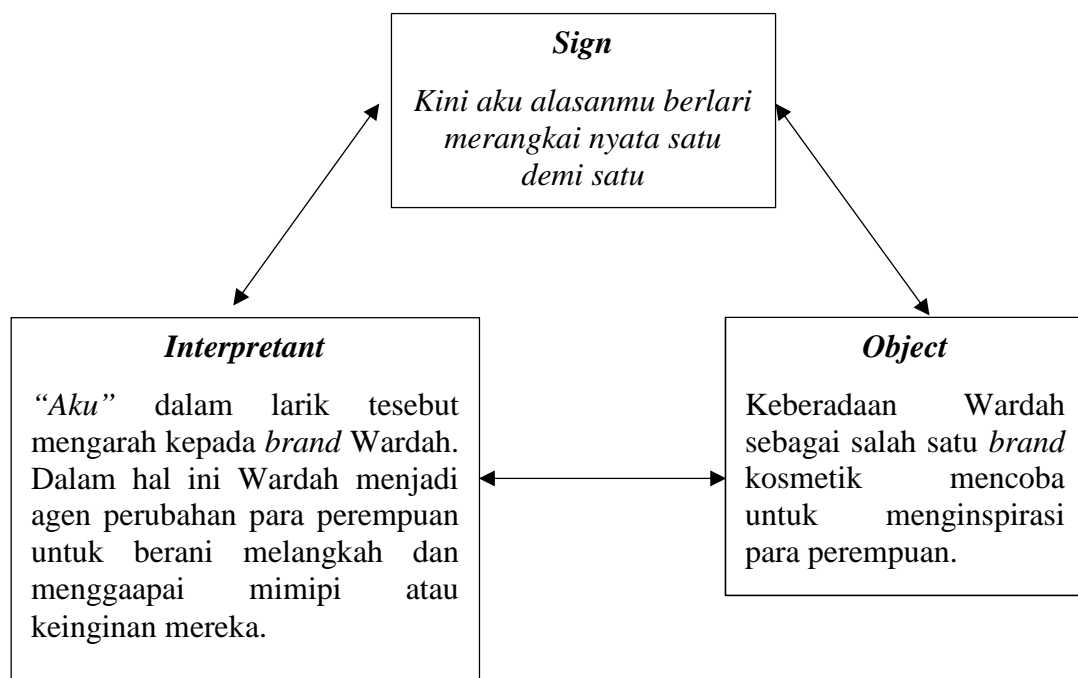 Sign
Kini aku alasanmu berlari
merangkai nyata satu
demi satu
Interpretant
“Aku” dalam larik tesebut
mengarah kepada brand Wardah.
Dalam hal ini Wardah menjadi
agen perubahan para perempuan
untuk berani melangkah dan
menggaapai mimipi atau
keinginan mereka.
Object
Keberadaan Wardah
sebagai salah satu brand
kosmetik mencoba
untuk menginspirasi
para perempuan.